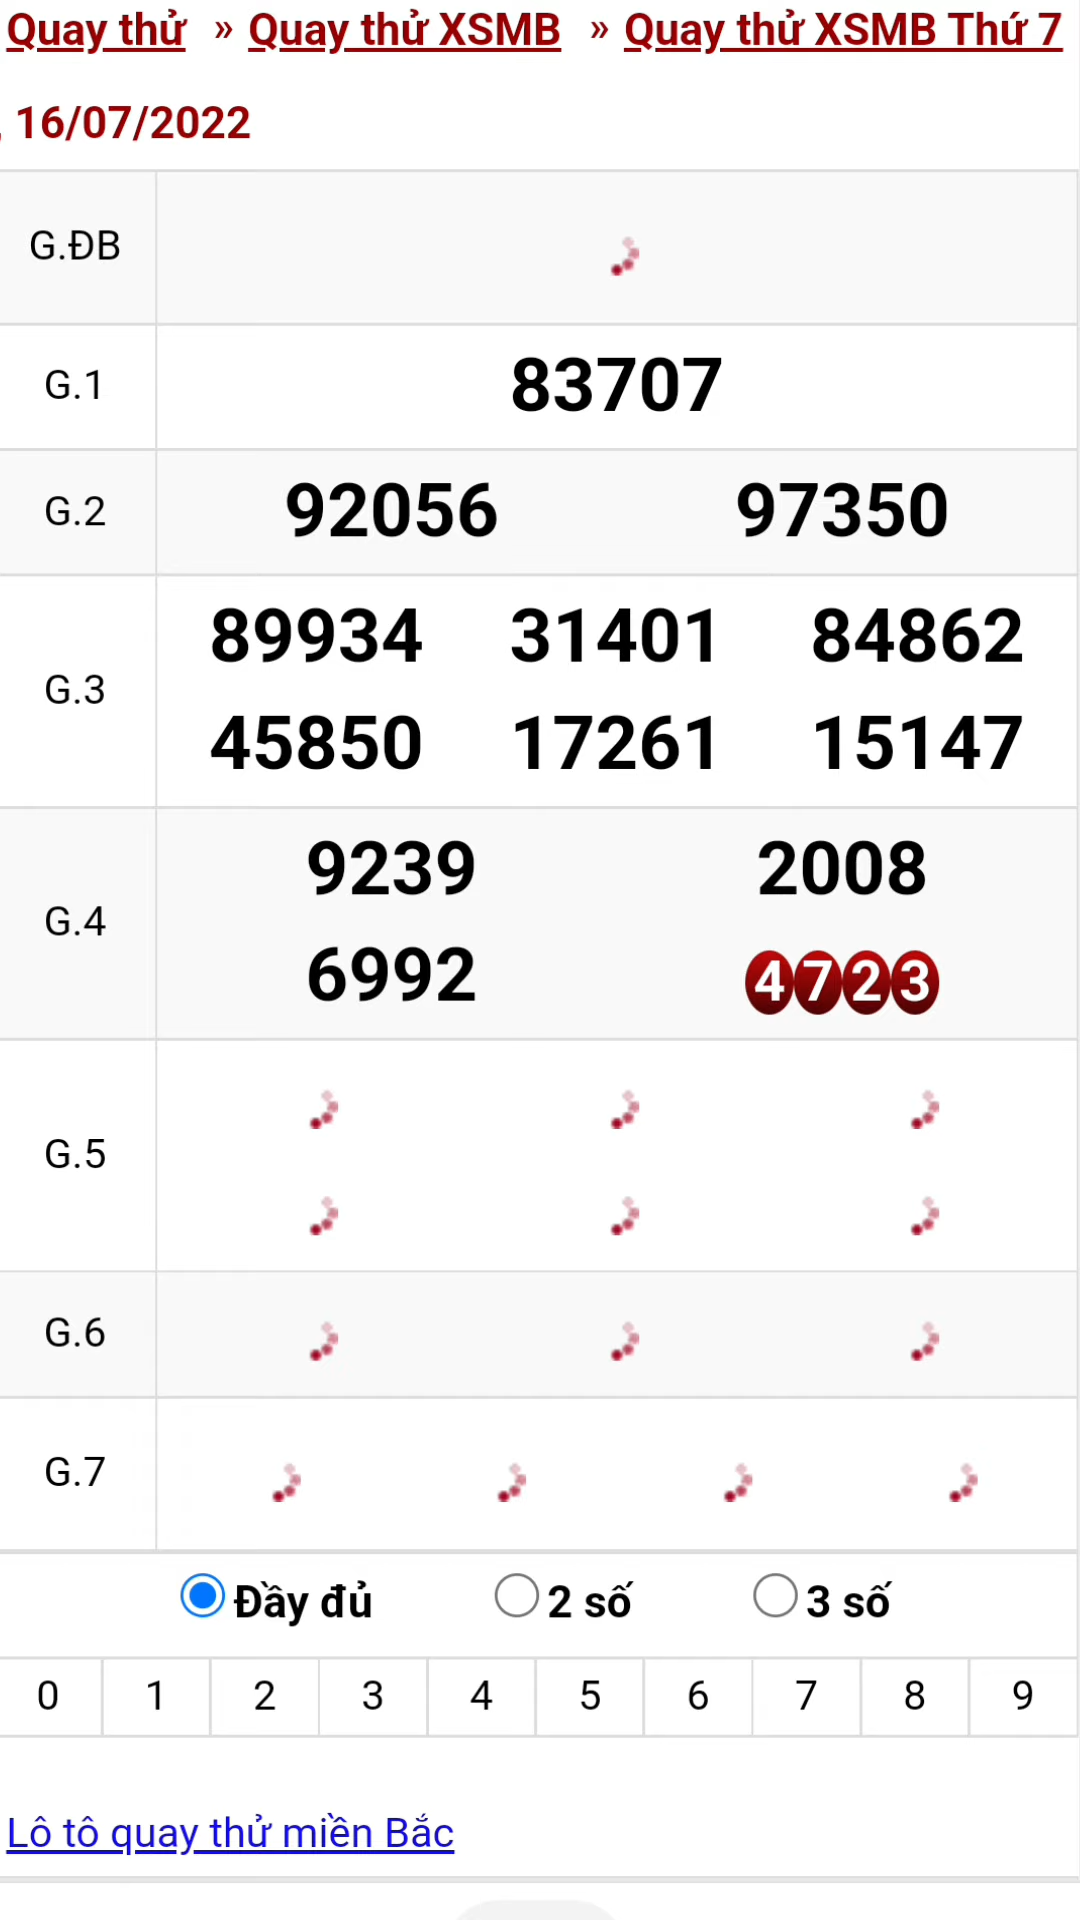 Quay thử » Quay thử XSMB » Quay thử XSMB Thứ 7
, 16/07/2022
G.ĐB
G.1 83707
G.2 92056 97350
G.3 89934 31401 84862
45850 17261 15147
G.4 9239 2008
6992 4723
G.5
G.6
G.7
Đầy đủ 2 số 3 số
0 1 2 3 4 5 6 7 8 9
Lô tô quay thử miền Bắc